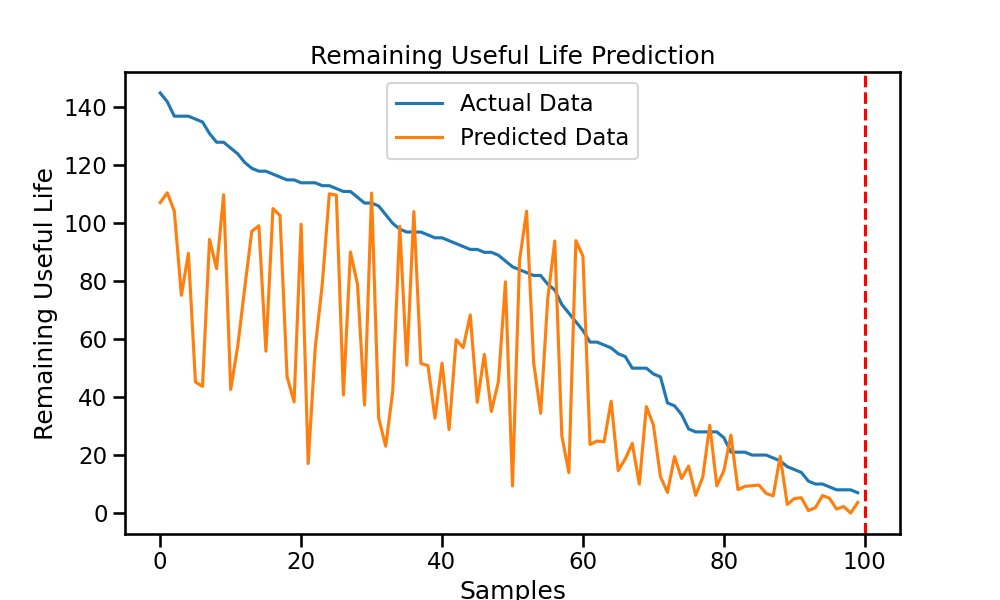 Remaining Useful Life Prediction
Actual Data
Predicted Data
Remaining Useful Life
140
120
100
80
60
40
20
0
0 20 40 60 80 100
Samples